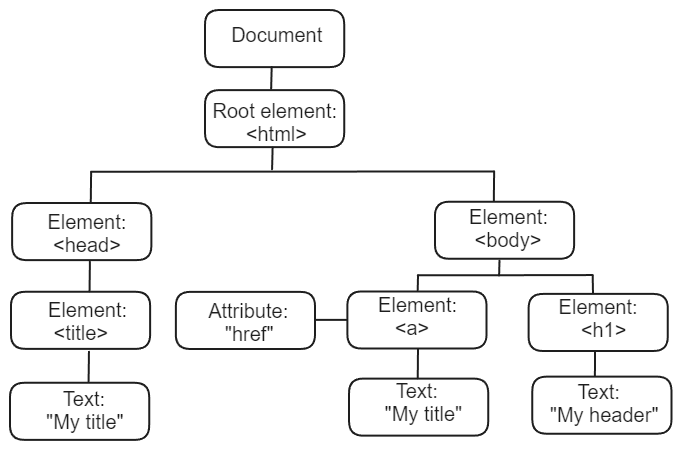 Document
Root element:
<html>
Element:
<head>
Element:
<body>
Element:
<title>
Attribute:
"href"
Element:
<a>
Element:
<h1>
Text:
"My title"
Text:
"My title"
Text:
"My header"